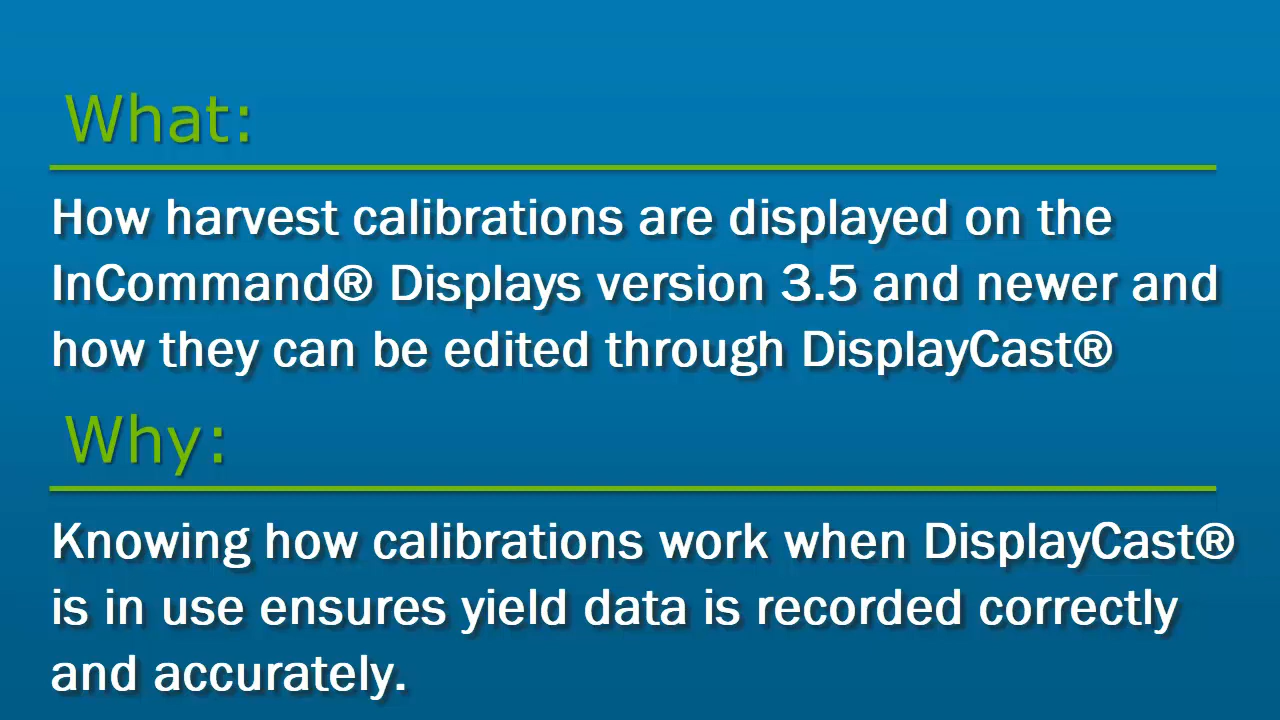 What:
How harvest calibrations are displayed on the
InCommand® Displays version 3.5 and newer and
how they can be edited through DisplayCast®
Why:
Knowing how calibrations work when DisplayCast®
is in use ensures yield data is recorded correctly
and accurately.